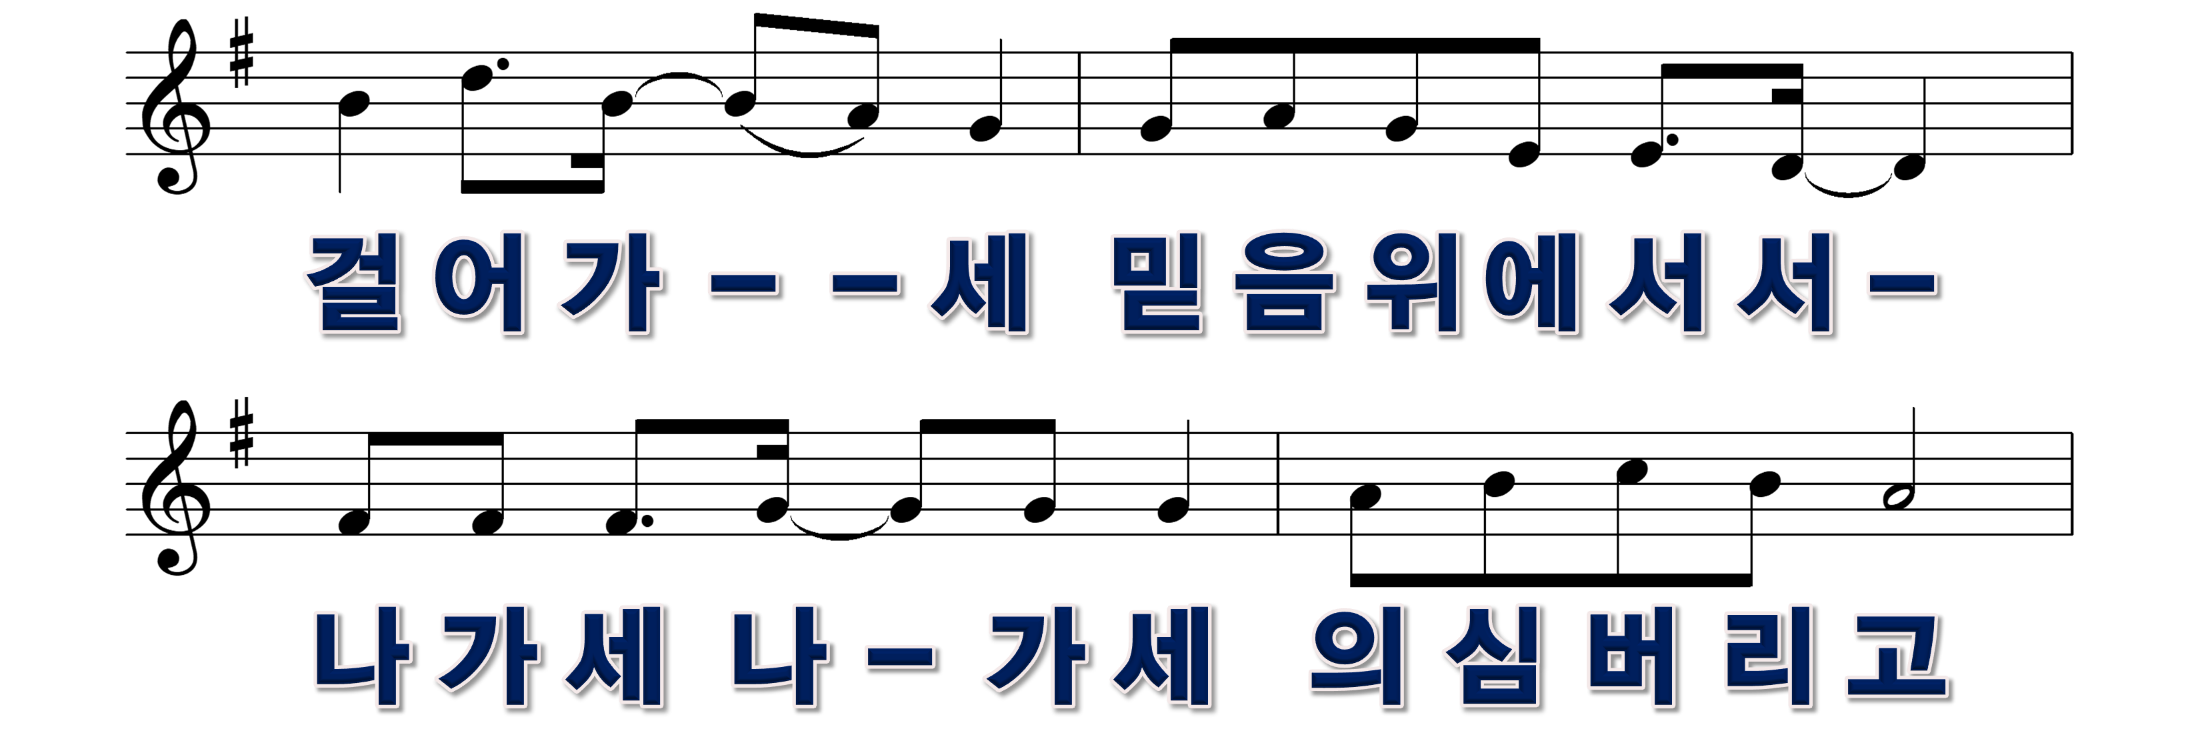 걸어가 - - 세 믿음위에서서 -
나가세 나 - 가세 의심버리고